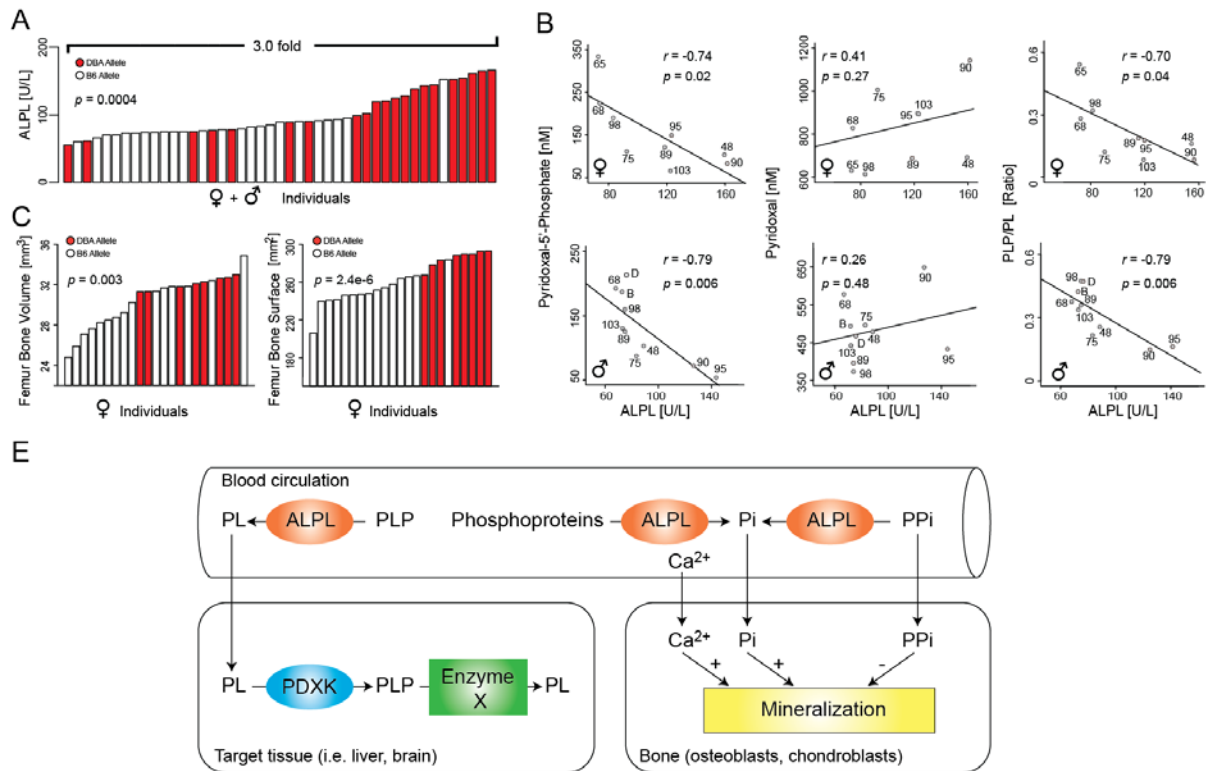 A
3.0 fold
ALPL [U/L]
200
100
0
DBA Allele
B6 Allele
p = 0.0004
♀ + ♂ Individuals
B
Pyridoxal-5'-Phosphate [nM]
350
250
150
50
r = -0.74
p = 0.02
65
68
98
75
95
89
103
48
90
♀
80 120 160
Pyridoxal [nM]
1000
800
600
r = 0.41
p = 0.27
90
75
103
95
68
65
98
89
48
♀
80 120 160
PLP/PL [Ratio]
0.6
0.4
0.2
0
r = -0.70
p = 0.04
65
98
68
89
95
75
103
48
90
♀
80 120 160
250
150
50
r = -0.79
p = 0.006
D
68
B
98
103
89
48
75
90
95
♂
60 100 140
ALPL [U/L]
650
550
450
350
r = 0.26
p = 0.48
90
68
B
75
48
D
103
89
98
95
♂
60 100 140
ALPL [U/L]
0.6
0.3
0
r = -0.79
p = 0.006
98
D
B
89
68
103
48
75
90
95
♂
60 100 140
ALPL [U/L]
C
Femur Bone Volume [mm³]
36
32
28
24
DBA Allele
B6 Allele
p = 0.003
♀ Individuals
Femur Bone Surface [mm²]
300
260
220
180
DBA Allele
B6 Allele
p = 2.4e-6
♀ Individuals
E
Blood circulation
PL ALPL PLP
Phosphoproteins ALPL Pi ALPL PPi
Ca²⁺
PL PDXK PLP Enzyme X PL
Target tissue (i.e. liver, brain)
Ca²⁺ Pi PPi
+ + -
Mineralization
Bone (osteoblasts, chondroblasts)